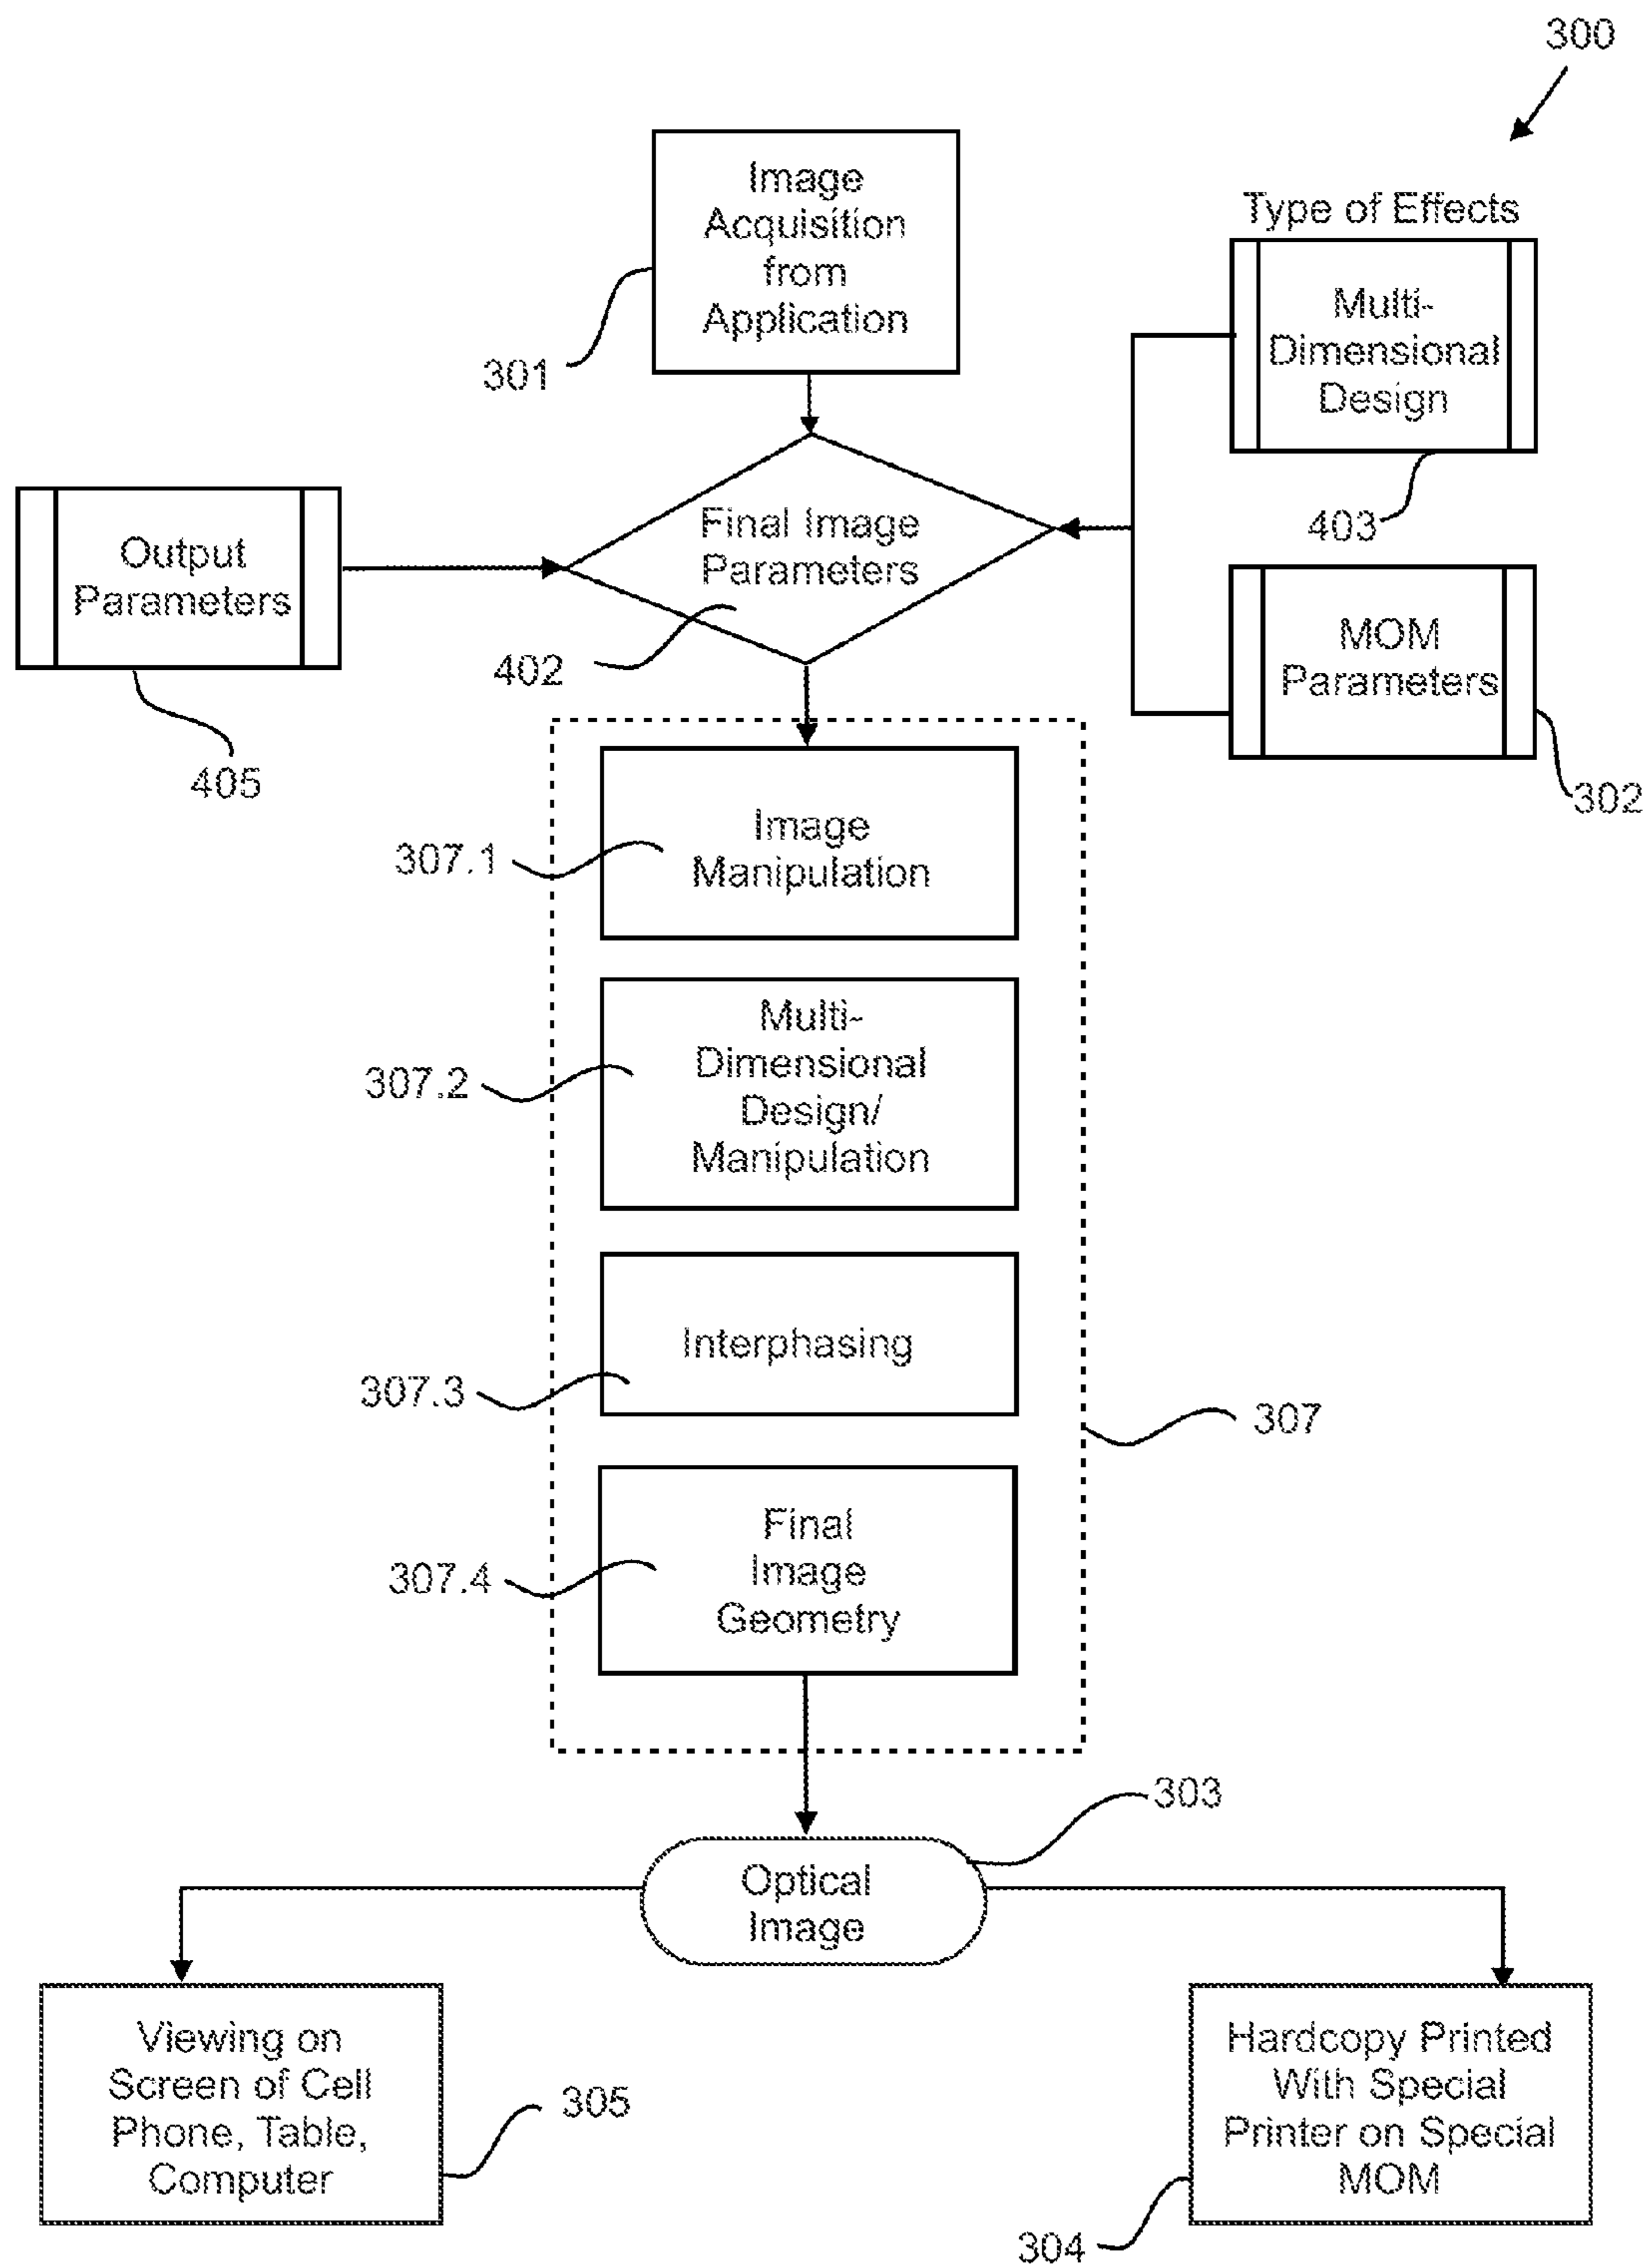 300
Image
Acquisition
from
Application
301
Type of Effects
Multi-
Dimensional
Design
403
Output
Parameters
405
Final Image
Parameters
402
MOM
Parameters
302
Image
Manipulation
307.1
Multi-
Dimensional
Design/
Manipulation
307.2
Interphasing
307.3
307
Final
Image
Geometry
307.4
303
Optical
Image
Viewing on
Screen of Cell
Phone, Table,
Computer
305
Hardcopy Printed
With Special
Printer on Special
MOM
304